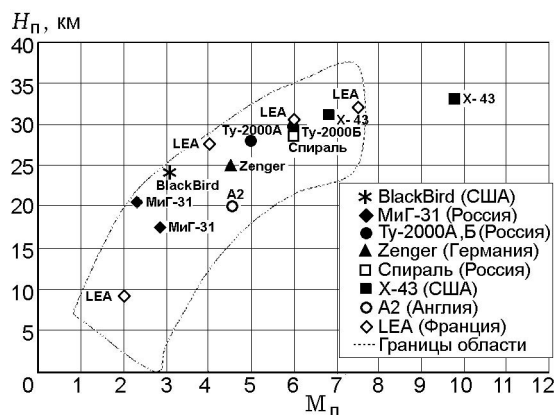 Hп, км
40
35
30
25
20
15
10
5
0
0 1 2 3 4 5 6 7 8 9 10 11 12
Mп
LEA
LEA
LEA
X-43
X-43
Ту-2000А
Ту-2000Б
Спираль
LEA
BlackBird
Zenger
МиГ-31
A2
МиГ-31
LEA
BlackBird (США)
МиГ-31 (Россия)
Ту-2000А,Б (Россия)
Zenger (Германия)
Спираль (Россия)
X-43 (США)
A2 (Англия)
LEA (Франция)
Границы области